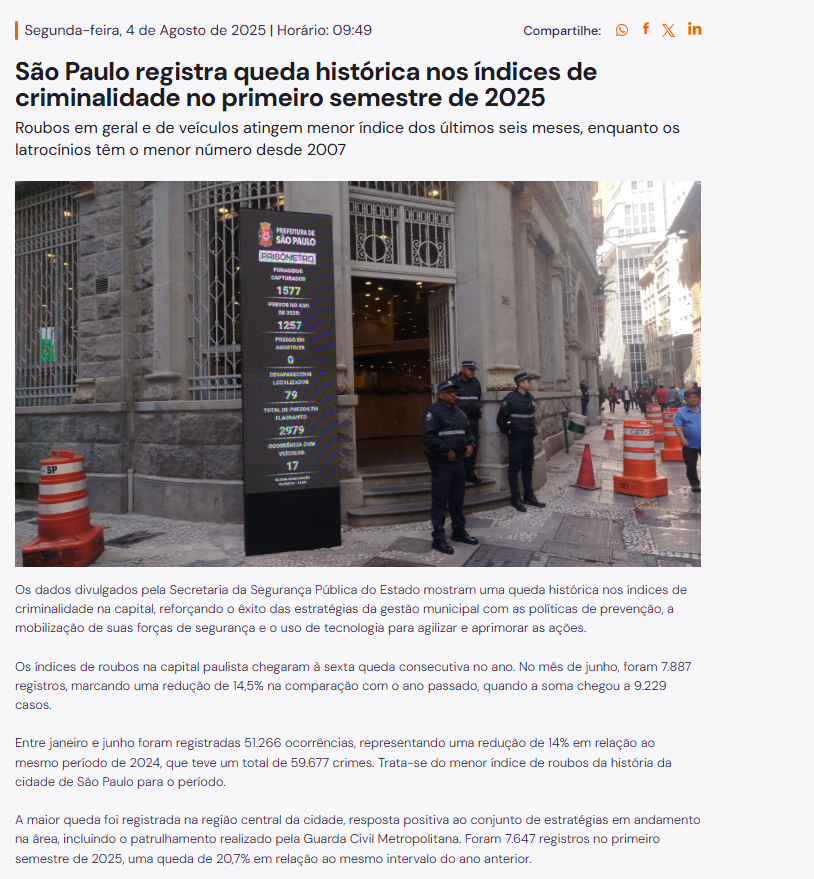 Segunda-feira, 4 de Agosto de 2025 | Horário: 09:49
Compartilhe:
São Paulo registra queda histórica nos índices de
criminalidade no primeiro semestre de 2025
Roubos em geral e de veículos atingem menor índice dos últimos seis meses, enquanto os
latrocínios têm o menor número desde 2007
PREFEITURA DE
SÃO PAULO
PRISÔMETRO
FORAGIDOS
CAPTURADOS
1577
PRESOS NO ANO
DE 2025:
1257
PRESOS EM
AGOSTO/25
0
DESAPARECIDOS
LOCALIZADOS
79
TOTAL DE PRESOS EM
FLAGRANTE
2979
OCORRÊNCIA COM
VEÍCULOS:
17
- SP
CET -
Os dados divulgados pela Secretaria da Segurança Pública do Estado mostram uma queda histórica nos índices de
criminalidade na capital, reforçando o êxito das estratégias da gestão municipal com as políticas de prevenção, a
mobilização de suas forças de segurança e o uso de tecnologia para agilizar e aprimorar as ações.
Os índices de roubos na capital paulista chegaram à sexta queda consecutiva no ano. No mês de junho, foram 7.887
registros, marcando uma redução de 14,5% na comparação com o ano passado, quando a soma chegou a 9.229
casos.
Entre janeiro e junho foram registradas 51.266 ocorrências, representando uma redução de 14% em relação ao
mesmo período de 2024, que teve um total de 59.677 crimes. Trata-se do menor índice de roubos da história da
cidade de São Paulo para o período.
A maior queda foi registrada na região central da cidade, resposta positiva ao conjunto de estratégias em andamento
na área, incluindo o patrulhamento realizado pela Guarda Civil Metropolitana. Foram 7.647 registros no primeiro
semestre de 2025, uma queda de 20,7% em relação ao mesmo intervalo do ano anterior.